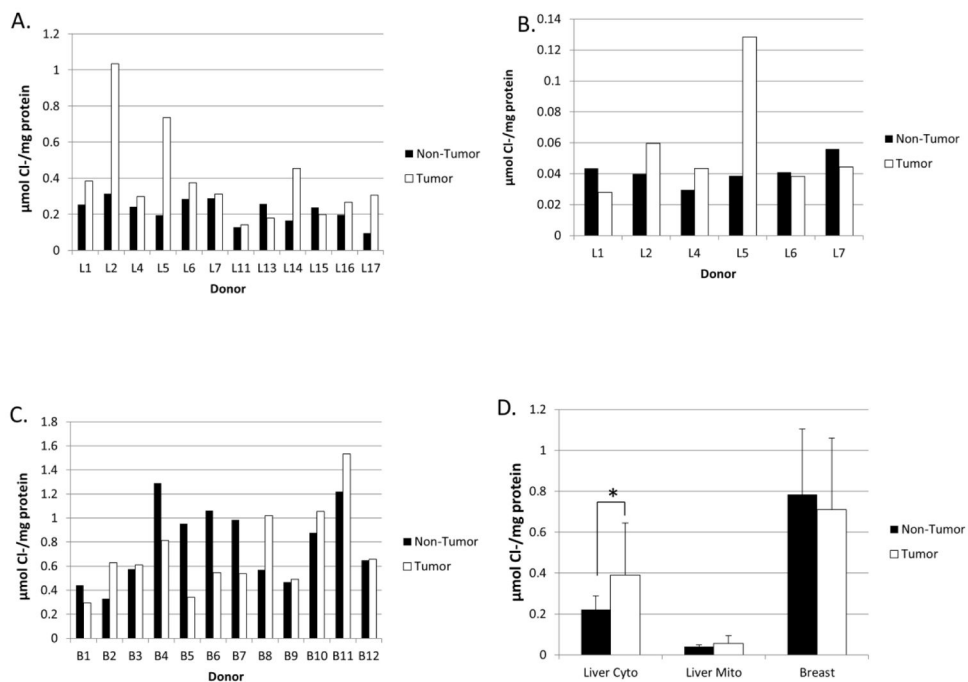 A.
µmol Cl-/mg protein
1.2
1
0.8
0.6
0.4
0.2
0
L1 L2 L4 L5 L6 L7 L11 L13 L14 L15 L16 L17
Donor
Non-Tumor
Tumor
B.
µmol Cl-/mg protein
0.14
0.12
0.1
0.08
0.06
0.04
0.02
0
L1 L2 L4 L5 L6 L7
Donor
Non-Tumor
Tumor
C.
µmol Cl-/mg protein
1.8
1.6
1.4
1.2
1
0.8
0.6
0.4
0.2
0
B1 B2 B3 B4 B5 B6 B7 B8 B9 B10 B11 B12
Donor
Non-Tumor
Tumor
D.
µmol Cl-/mg protein
1.2
1
0.8
0.6
0.4
0.2
0
*
Liver Cyto Liver Mito Breast
Non-Tumor
Tumor